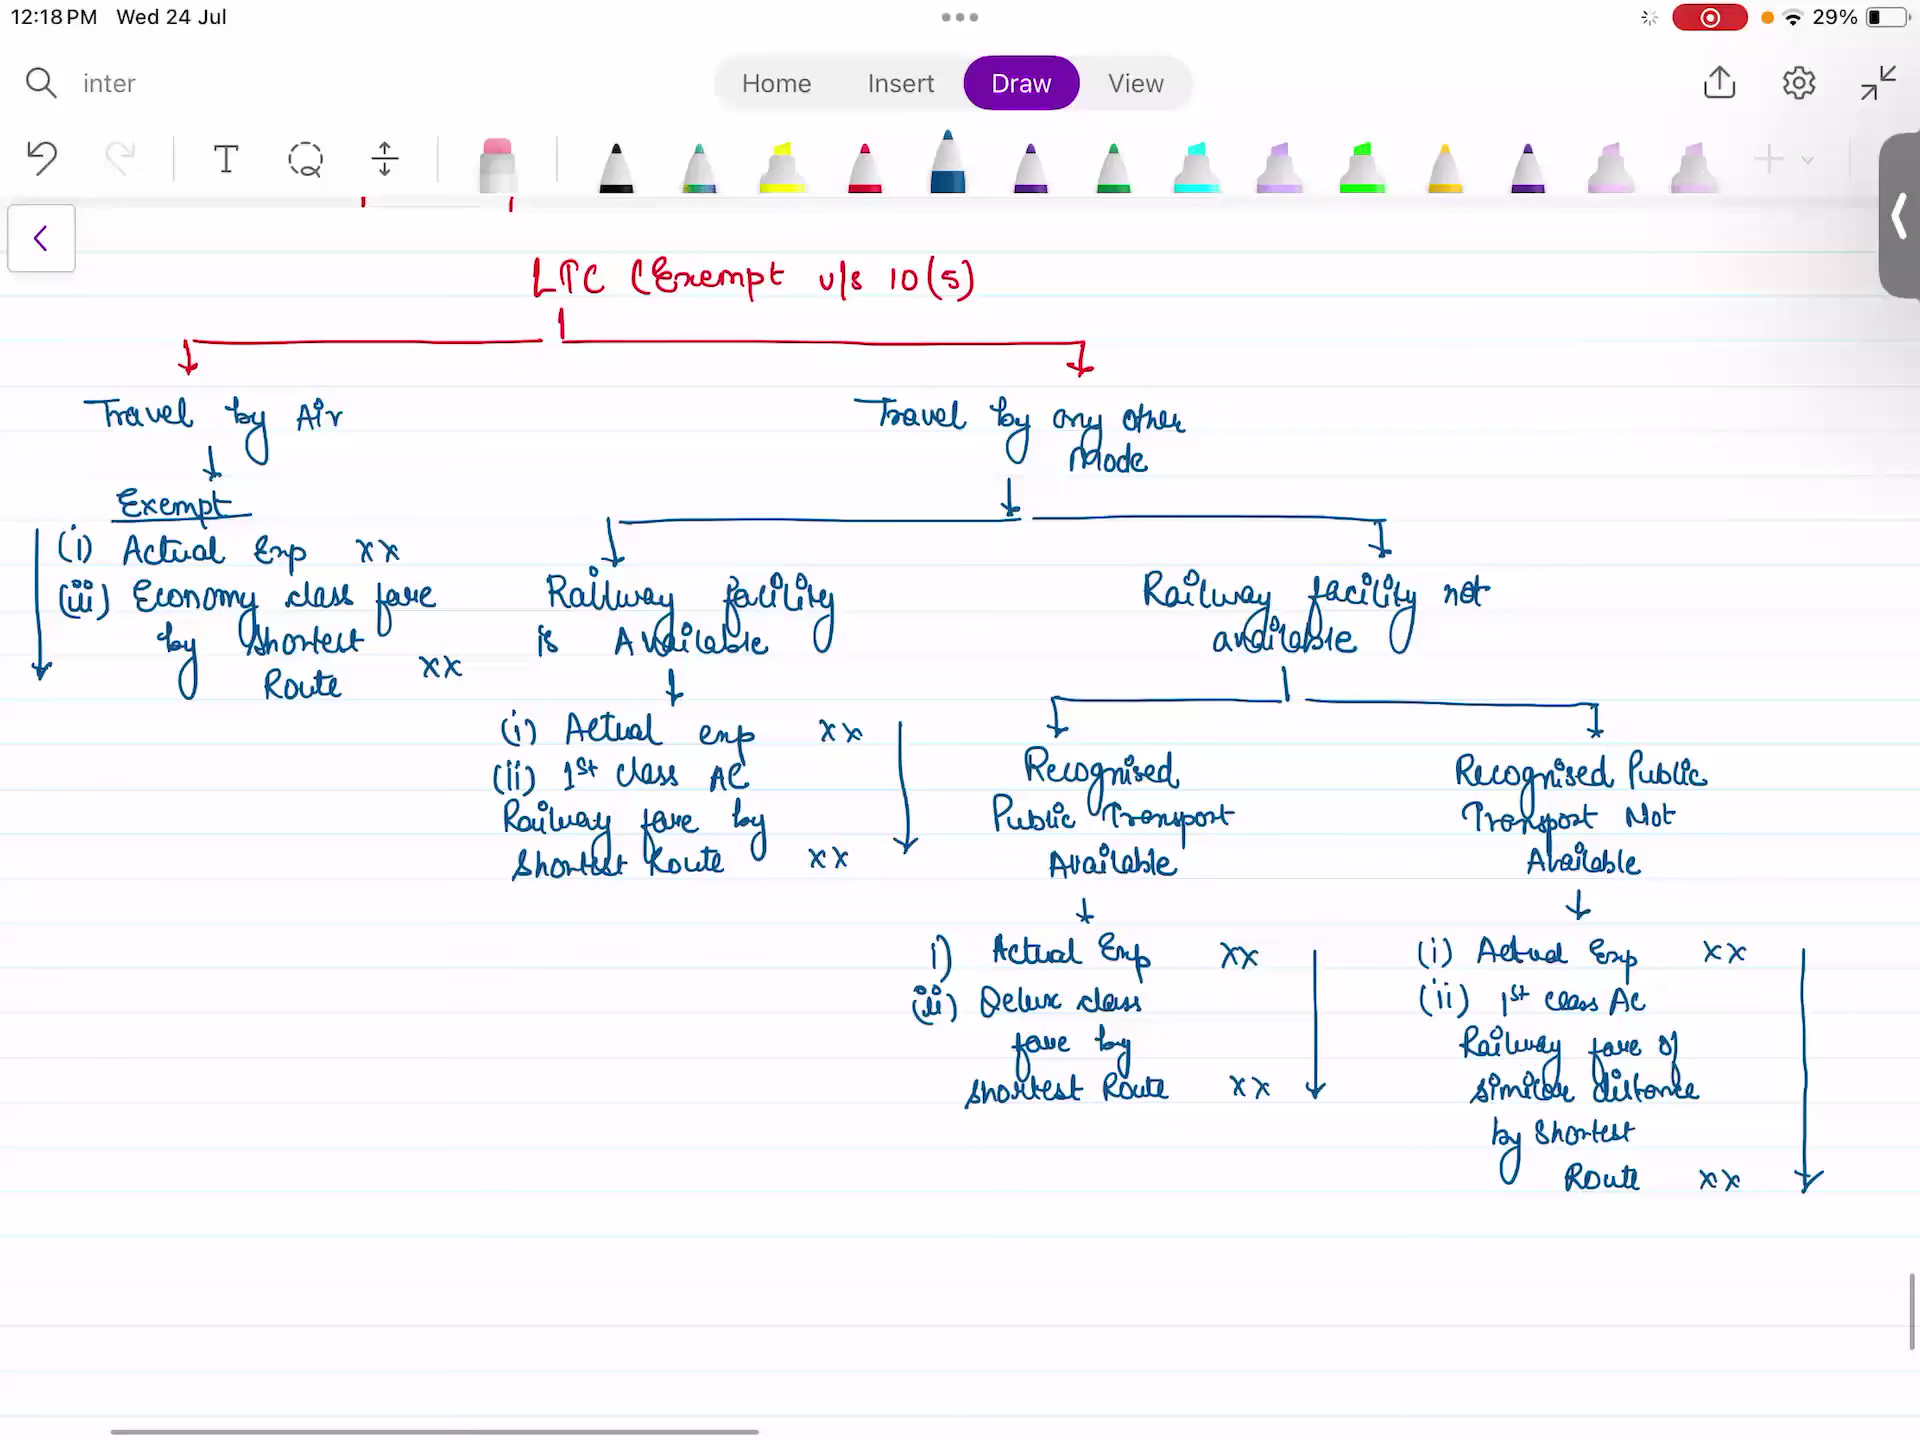 12:18 PM Wed 24 Jul
29%
inter
Home Insert Draw View
T
LTC (Exempt u/s 10(5)
Travel by Air
Exempt
(i) Actual Exp xx
(ii) Economy class fare
by shortest
Route xx
Travel by any other
Mode
Railway facility
is Available
(i) Actual exp xx
(ii) 1st class AC
Railway fare by
Shortest Route xx
Railway facility not
available
Recognised
Public Transport
Available
i) Actual Exp xx
(ii) Delux class
fare by
shortest Route xx
Recognised Public
Transport Not
Available
(i) Actual Exp xx
(ii) 1st class AC
Railway fare of
similar distance
by Shortest
Route xx